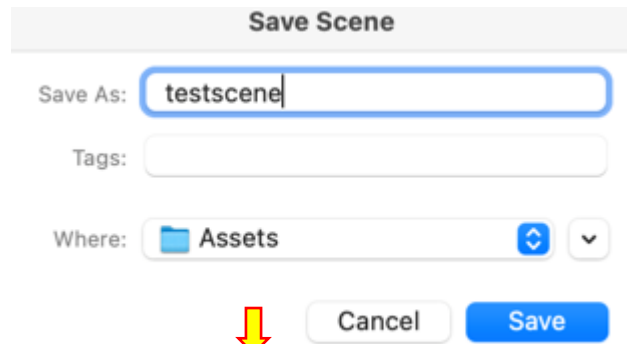 Save Scene
Save As: testscene
Tags:
Where: Assets
Cancel Save